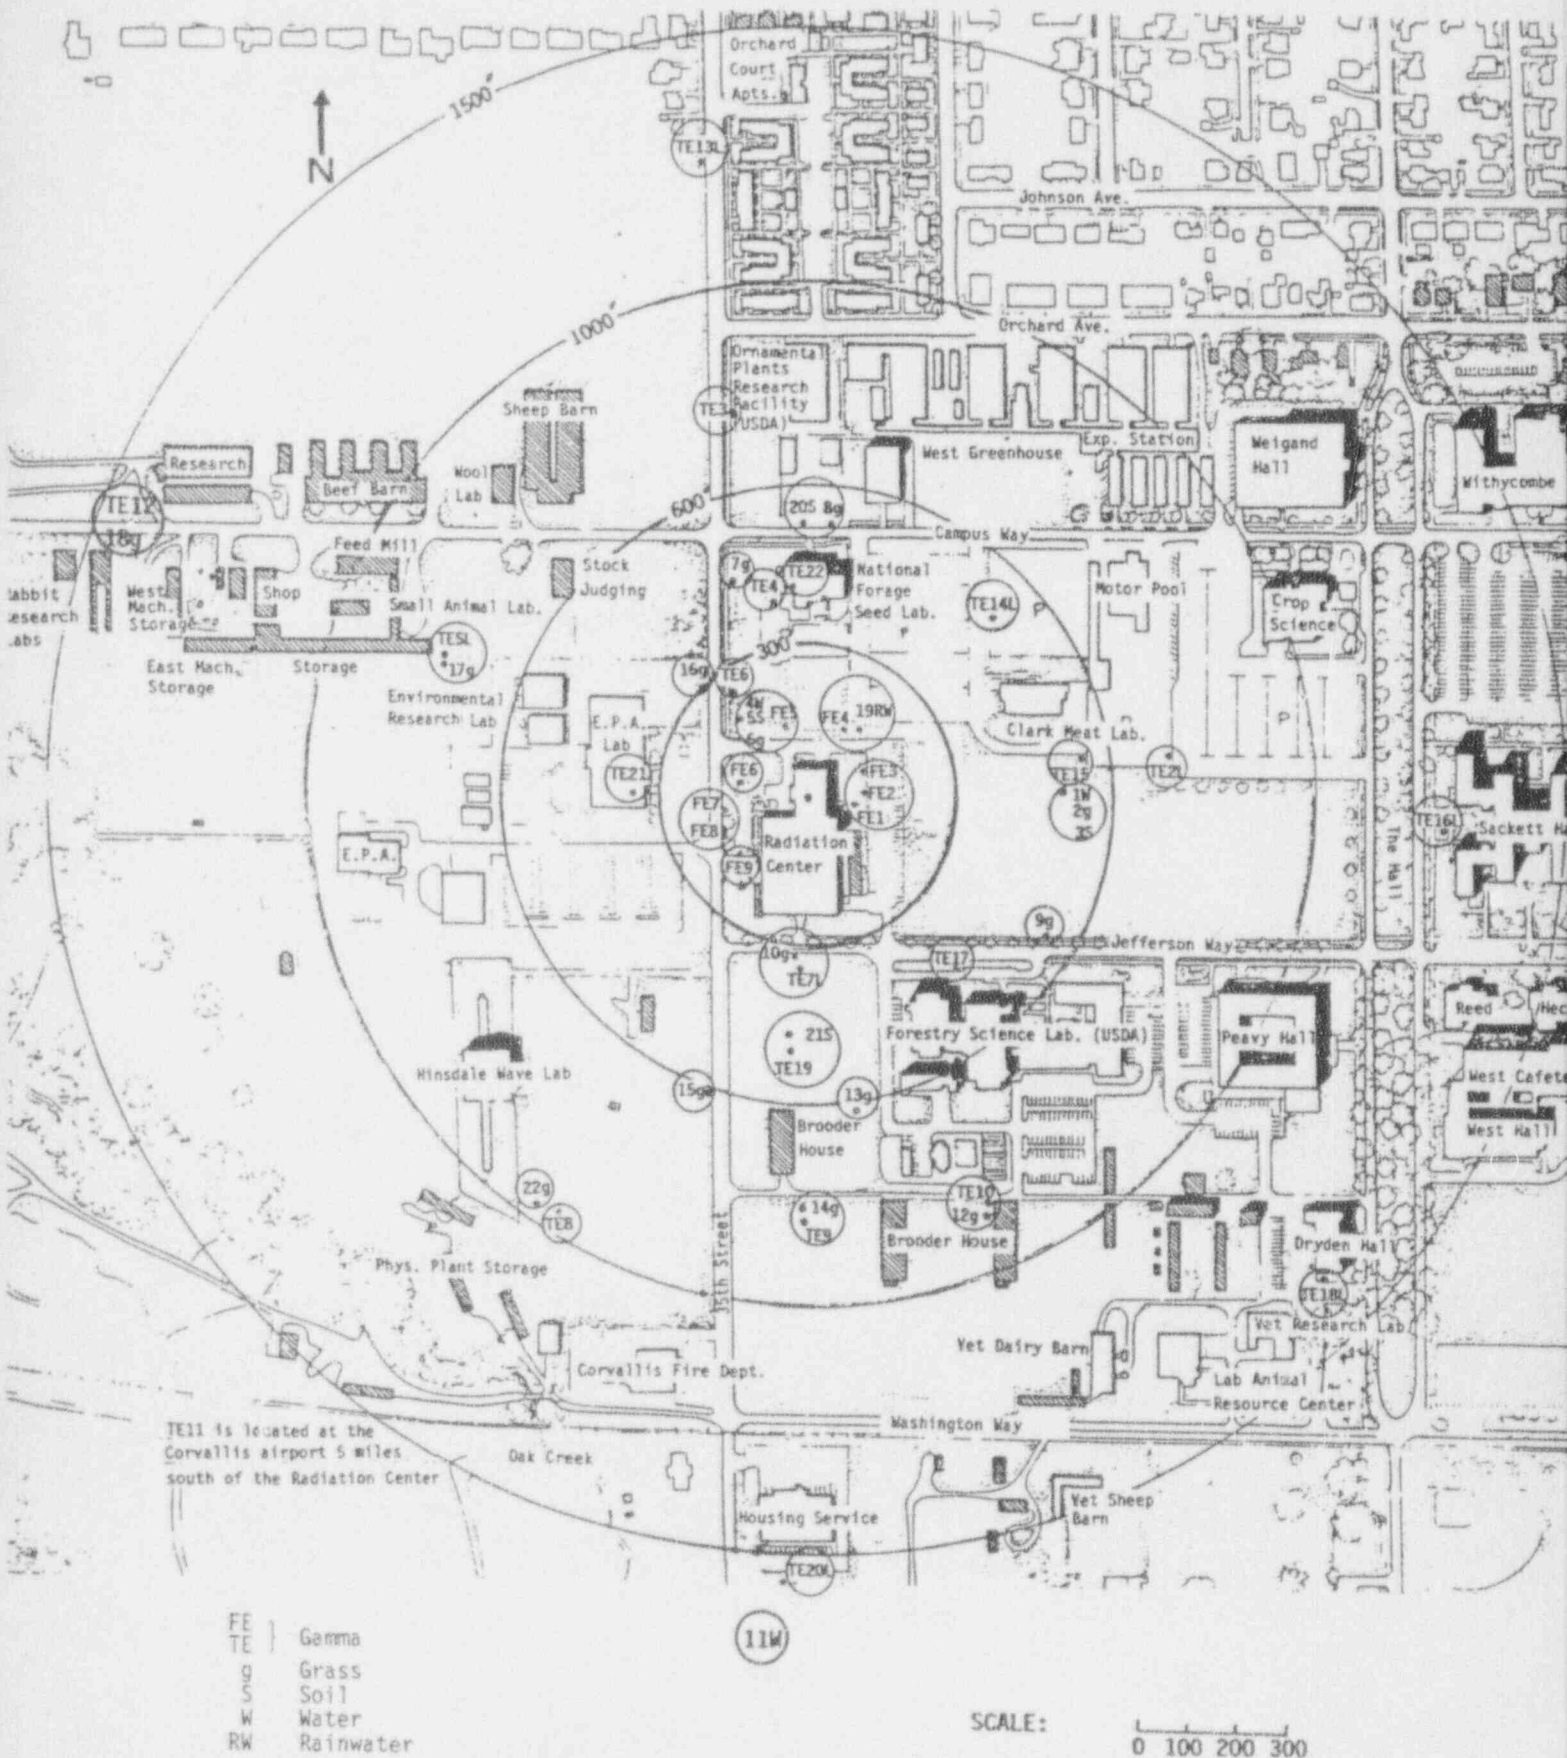 Orchard
Court
Apts.
1500'
N
TE13L
Johnson Ave.
1000'
Orchard Ave.
Ornamental
Plants
Research
Facility
(USDA)
TE3
Sheep Barn
Exp. Station
West Greenhouse
Weigand
Hall
Withycombe
Research
Beef Barn
Wool
Lab
TE12
18g
600'
20S 8g
Campus Way
Feed Mill
Stock
Judging
7g
TE4
TE22
National
Forage
Seed Lab.
TE14L
P
Motor Pool
Crop
Science
abbit
esearch
abs
West
Mach.
Storage
Shop
Small Animal Lab.
TE5L
17g
East Mach.
Storage
Storage
300'
16g
TE6
Environmental
Research Lab
E.P.A.
Lab
4W
5S
6g
FE5
FE4
19RW
Clark Meat Lab.
P
TE21
FE6
FE3
FE2
FE1
TE15
1W
2g
3S
TE2L
FE7
FE8
TE16L
Sackett H
The Mall
E.P.A.
Radiation
Center
FE9
9g
Jefferson Way
10g
TE7L
TE17
21S
TE19
Forestry Science Lab. (USDA)
Peavy Hall
Reed
Hec
Hinsdale Wave Lab
15g
13g
West Cafete
West Hall
Brooder
House
22g
TE8
14g
TE9
TE10
12g
Brooder House
35th Street
Dryden Hall
Phys. Plant Storage
TE18L
Vet Research Lab
Vet Dairy Barn
Corvallis Fire Dept.
Lab Animal
Resource Center
Washington Way
TE11 is located at the
Corvallis airport 5 miles
south of the Radiation Center
Oak Creek
Housing Service
Vet Sheep
Barn
TE20L
11W
FE
TE
Gamma
g Grass
S Soil
W Water
RW Rainwater
SCALE:
0 100 200 300